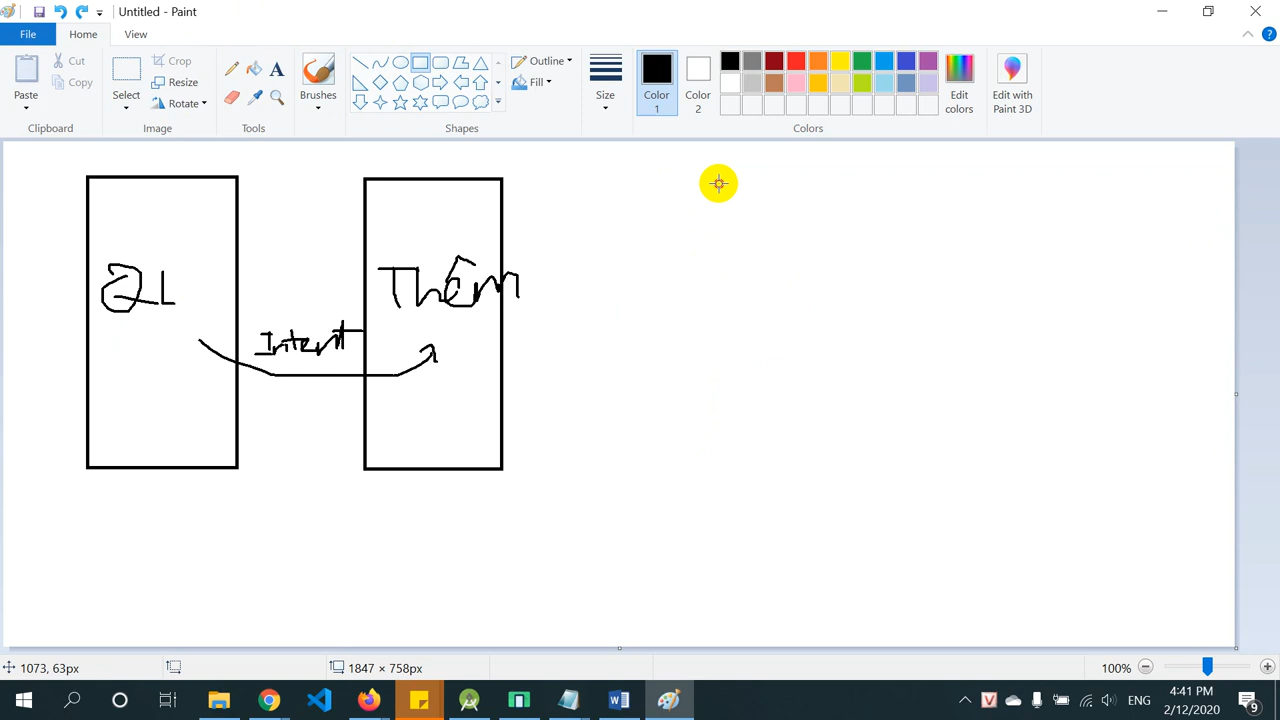 Untitled - Paint
File
Home
View
Paste
Cut
Copy
Clipboard
Select
Crop
Resize
Rotate
Image
Tools
Brushes
Outline
Fill
Shapes
Size
Color
1
Color
2
Edit
colors
Colors
Edit with
Paint 3D
QL
Thêm
Intent
1073, 63px
1847 × 758px
100%
ENG
4:41 PM
2/12/2020
9